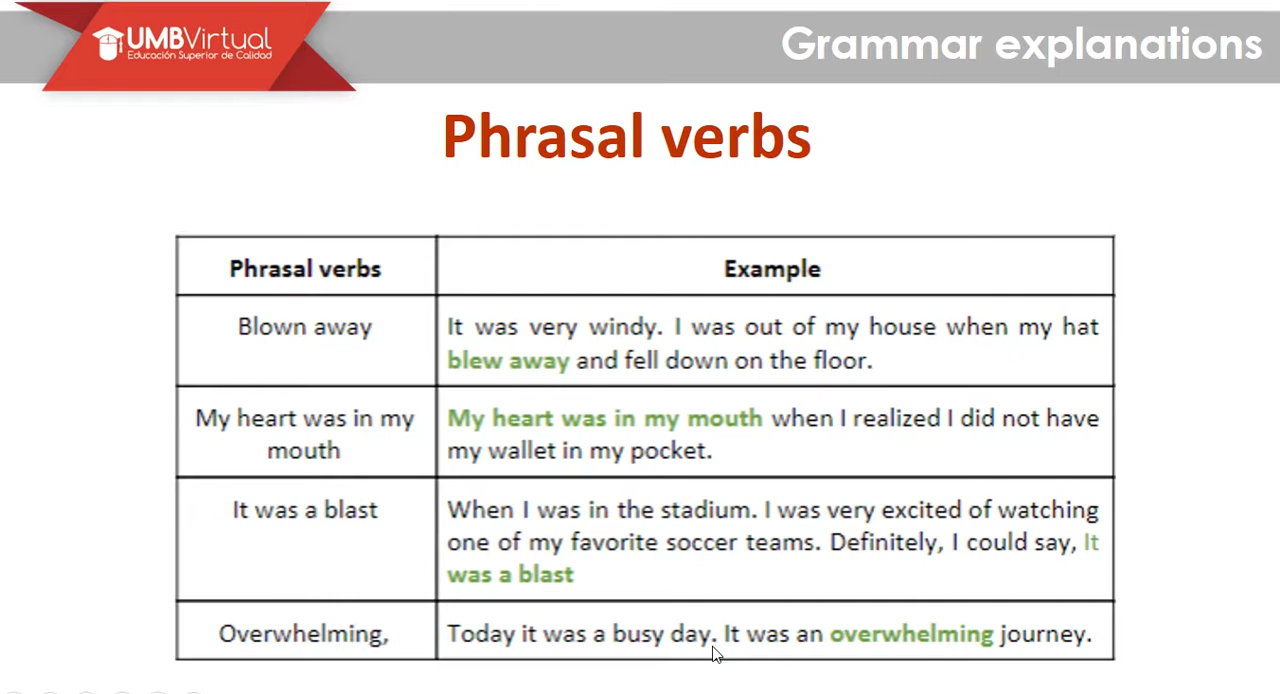 UMBVirtual
Educación Superior de Calidad
Grammar explanations
Phrasal verbs
Phrasal verbs
Example
Blown away
It was very windy. I was out of my house when my hat
blew away and fell down on the floor.
My heart was in my
mouth
My heart was in my mouth when I realized I did not have
my wallet in my pocket.
It was a blast
When I was in the stadium. I was very excited of watching
one of my favorite soccer teams. Definitely, I could say, It
was a blast
Overwhelming,
Today it was a busy day. It was an overwhelming journey.